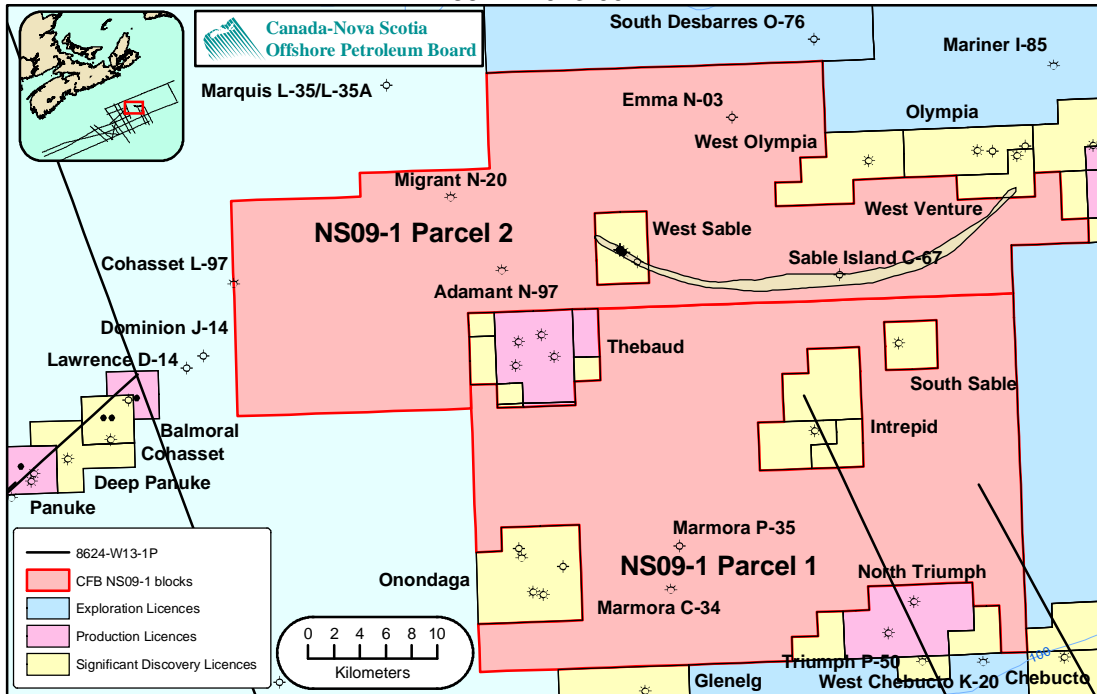 Canada-Nova Scotia
Offshore Petroleum Board
South Desbarres O-76
Mariner I-85
Marquis L-35/L-35A
Emma N-03
Olympia
West Olympia
Migrant N-20
West Venture
NS09-1 Parcel 2
West Sable
Sable Island C-67
Cohasset L-97
Adamant N-97
Dominion J-14
Thebaud
Lawrence D-14
South Sable
Balmoral
Intrepid
Cohasset
Deep Panuke
Panuke
Marmora P-35
NS09-1 Parcel 1
North Triumph
Onondaga
Marmora C-34
8624-W13-1P
CFB NS09-1 blocks
Exploration Licences
Production Licences
Significant Discovery Licences
0 2 4 6 8 10
Kilometers
Triumph P-50
100
Glenelg
West Chebucto K-20
Chebucto